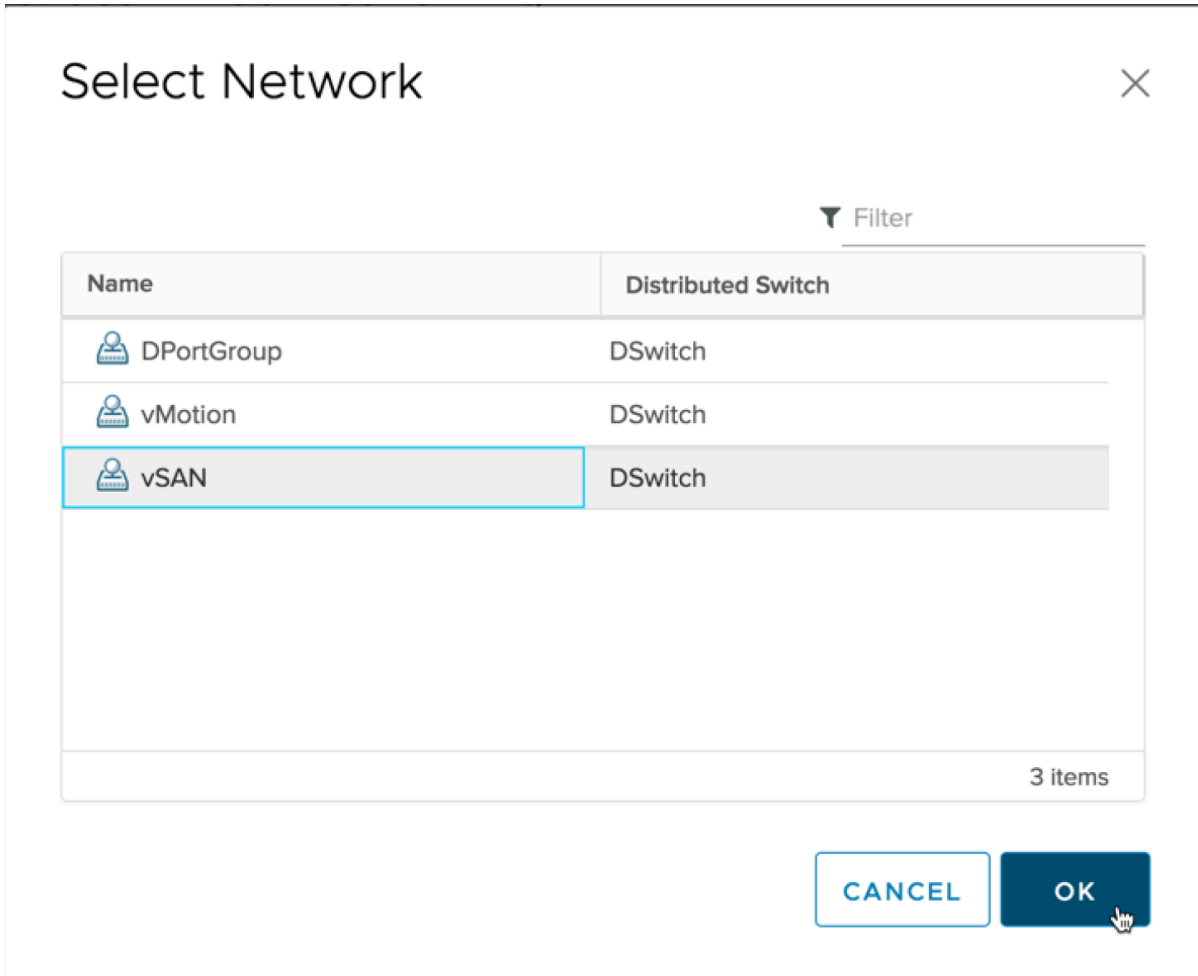 Select Network
Filter
Name Distributed Switch
DPortGroup DSwitch
vMotion DSwitch
vSAN DSwitch
3 items
CANCEL OK